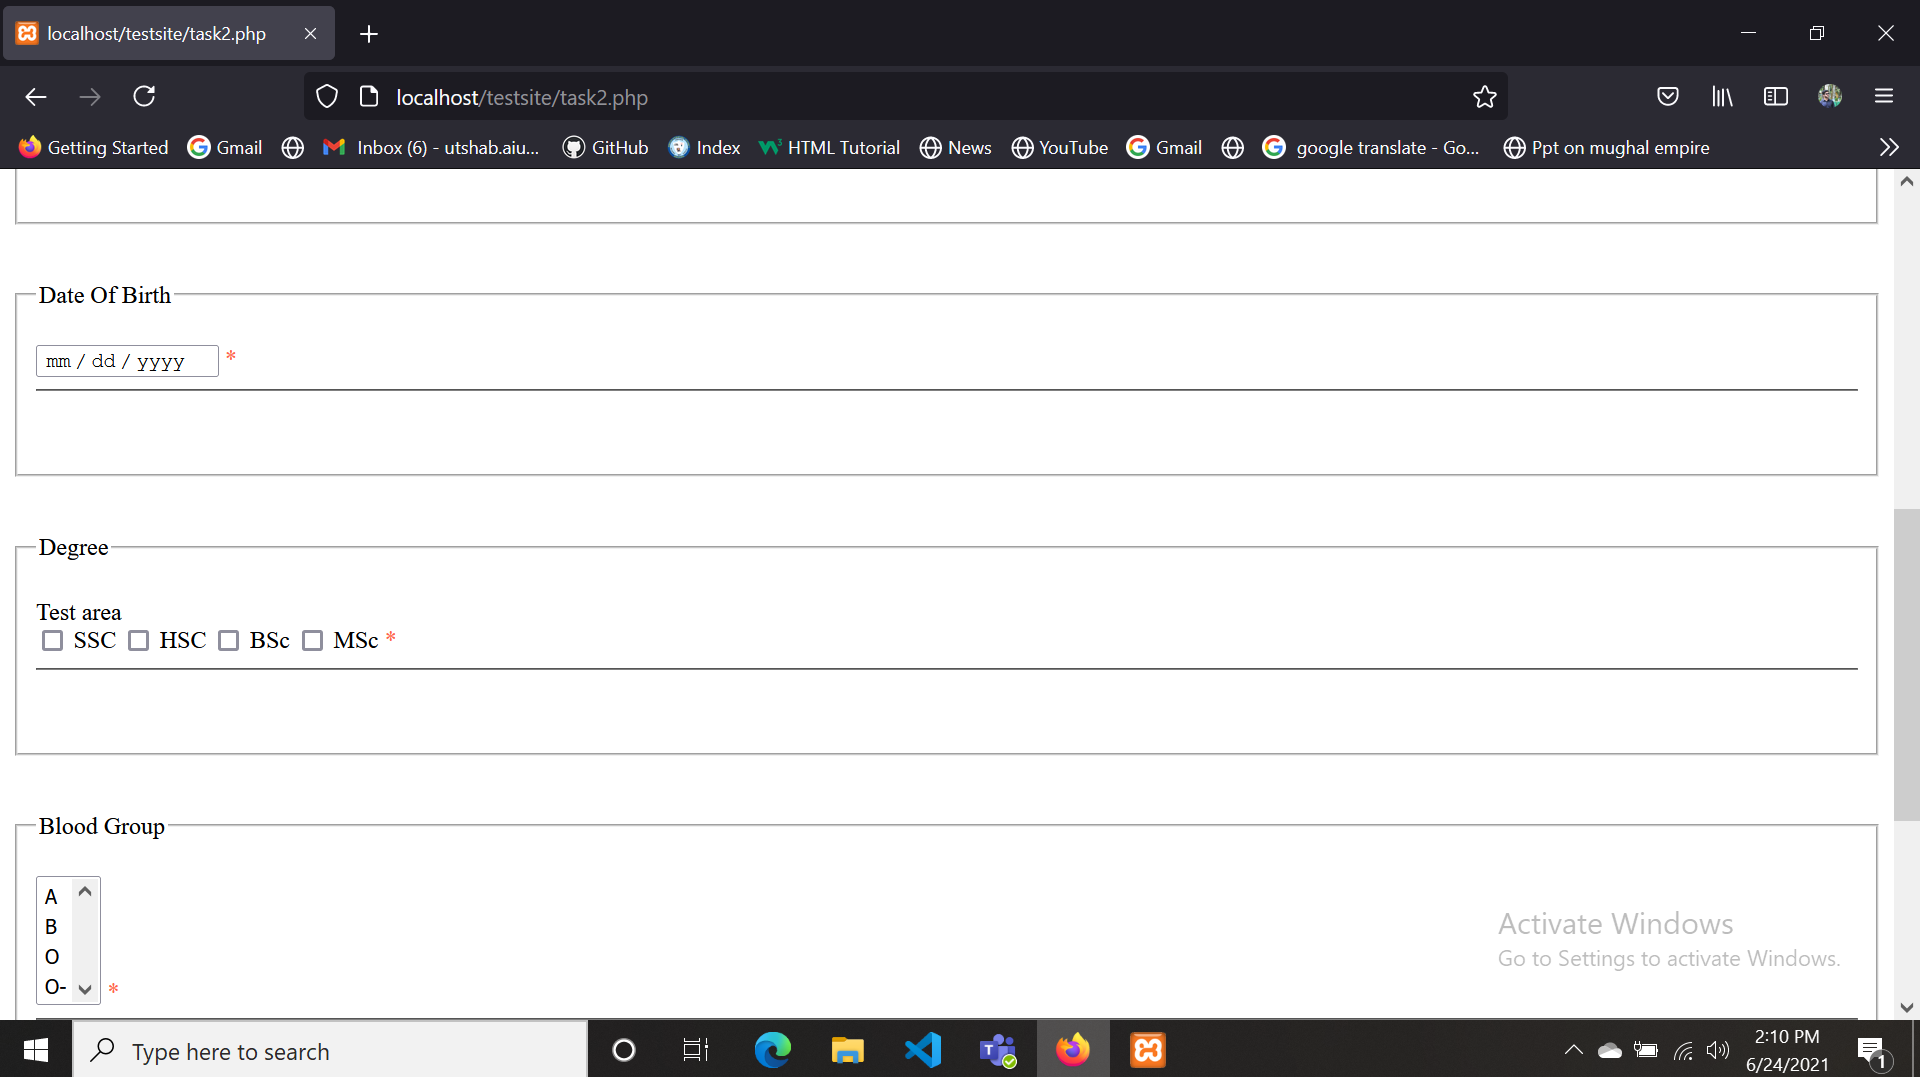 localhost/testsite/task2.php
localhost/testsite/task2.php
Getting Started Gmail Inbox (6) - utshab.aiu... GitHub Index HTML Tutorial News YouTube Gmail google translate - Go... Ppt on mughal empire
Date Of Birth
mm / dd / yyyy *
Degree
Test area
SSC HSC BSc MSc *
Blood Group
A
B
O
O- *
Activate Windows
Go to Settings to activate Windows.
Type here to search
2:10 PM
6/24/2021
1